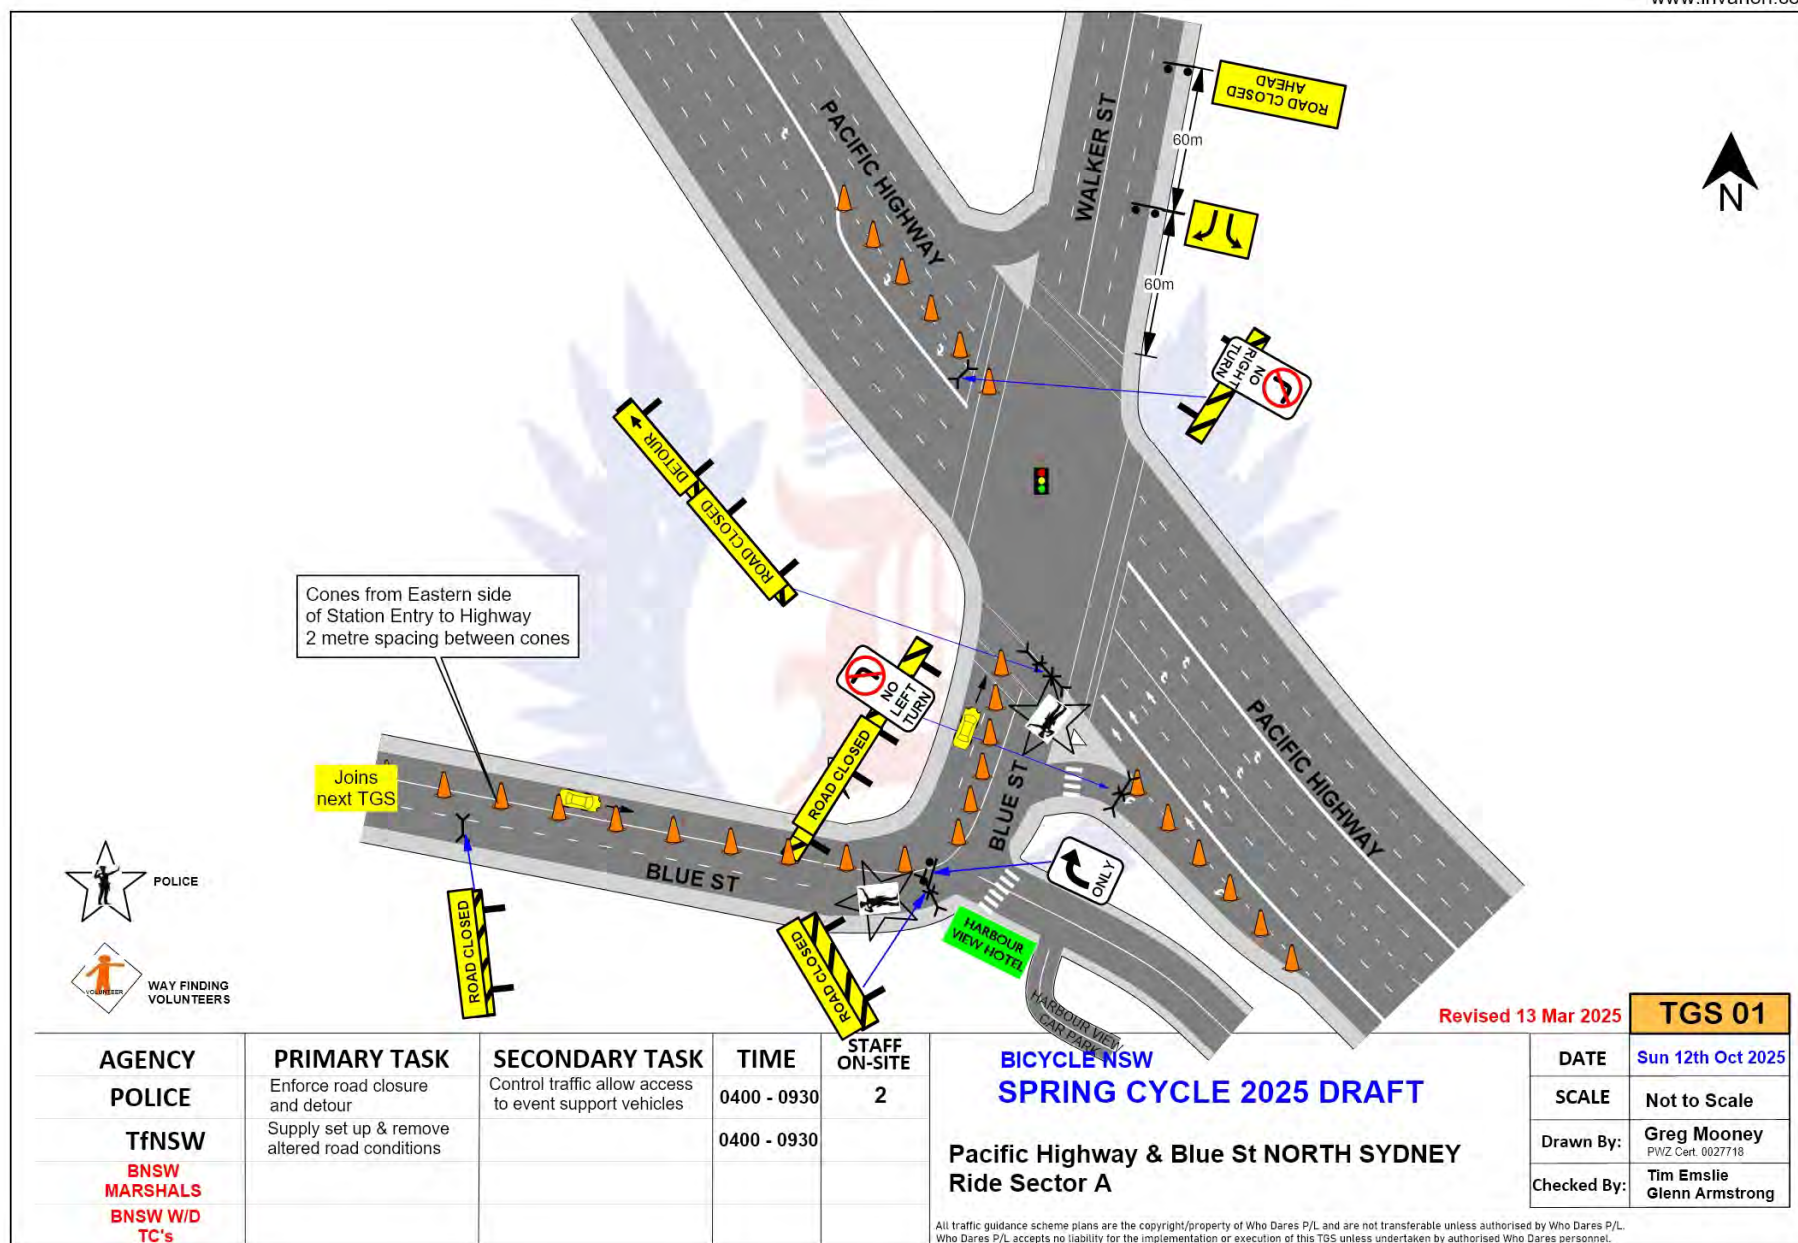 PACIFIC HIGHWAY
WALKER ST
ROAD CLOSED
AHEAD
60m
60m
N
NO
RIGHT
TURN
DETOUR
ROAD CLOSED
Cones from Eastern side
of Station Entry to Highway
2 metre spacing between cones
NO
LEFT
TURN
ROAD CLOSED
PACIFIC HIGHWAY
Joins
next TGS
BLUE ST
BLUE ST
ONLY
POLICE
ROAD CLOSED
ROAD CLOSED
HARBOUR
VIEW HOTEL
VOLUNTEER
WAY FINDING
VOLUNTEERS
HARBOUR VIEW
CAR PARK
Revised 13 Mar 2025
TGS 01
AGENCY PRIMARY TASK SECONDARY TASK TIME STAFF
ON-SITE
POLICE
Enforce road closure
and detour
Control traffic allow access
to event support vehicles
0400 - 0930
2
TfNSW
Supply set up & remove
altered road conditions
0400 - 0930
BNSW
MARSHALS
BNSW W/D
TC's
BICYCLE NSW
SPRING CYCLE 2025 DRAFT
Pacific Highway & Blue St NORTH SYDNEY
Ride Sector A
DATE Sun 12th Oct 2025
SCALE Not to Scale
Drawn By: Greg Mooney
PWZ Cert. 0027718
Checked By: Tim Emslie
Glenn Armstrong
All traffic guidance scheme plans are the copyright/property of Who Dares P/L and are not transferable unless authorised by Who Dares P/L.
Who Dares P/L accepts no liability for the implementation or execution of this TGS unless undertaken by authorised Who Dares personnel.